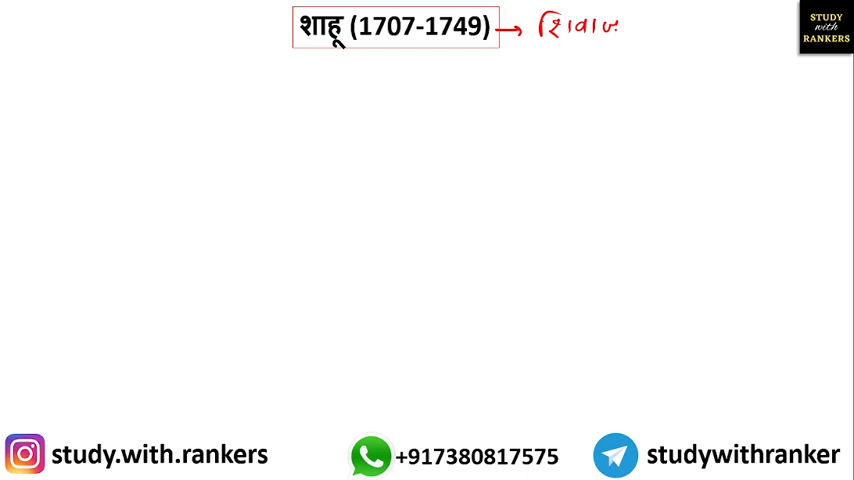 शाहू (1707-1749) → शिवाज
STUDY
with
RANKERS
study.with.rankers
+917380817575
studywithranker